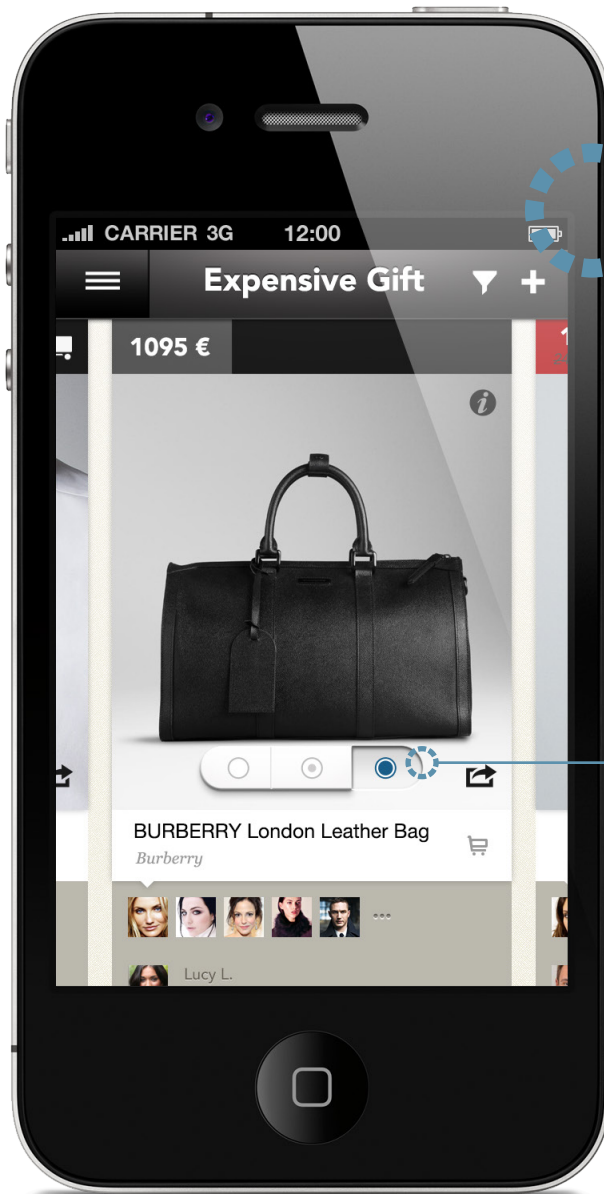 CARRIER 3G 12:00
Expensive Gift
1095 €
BURBERRY London Leather Bag
Burberry
Lucy L.